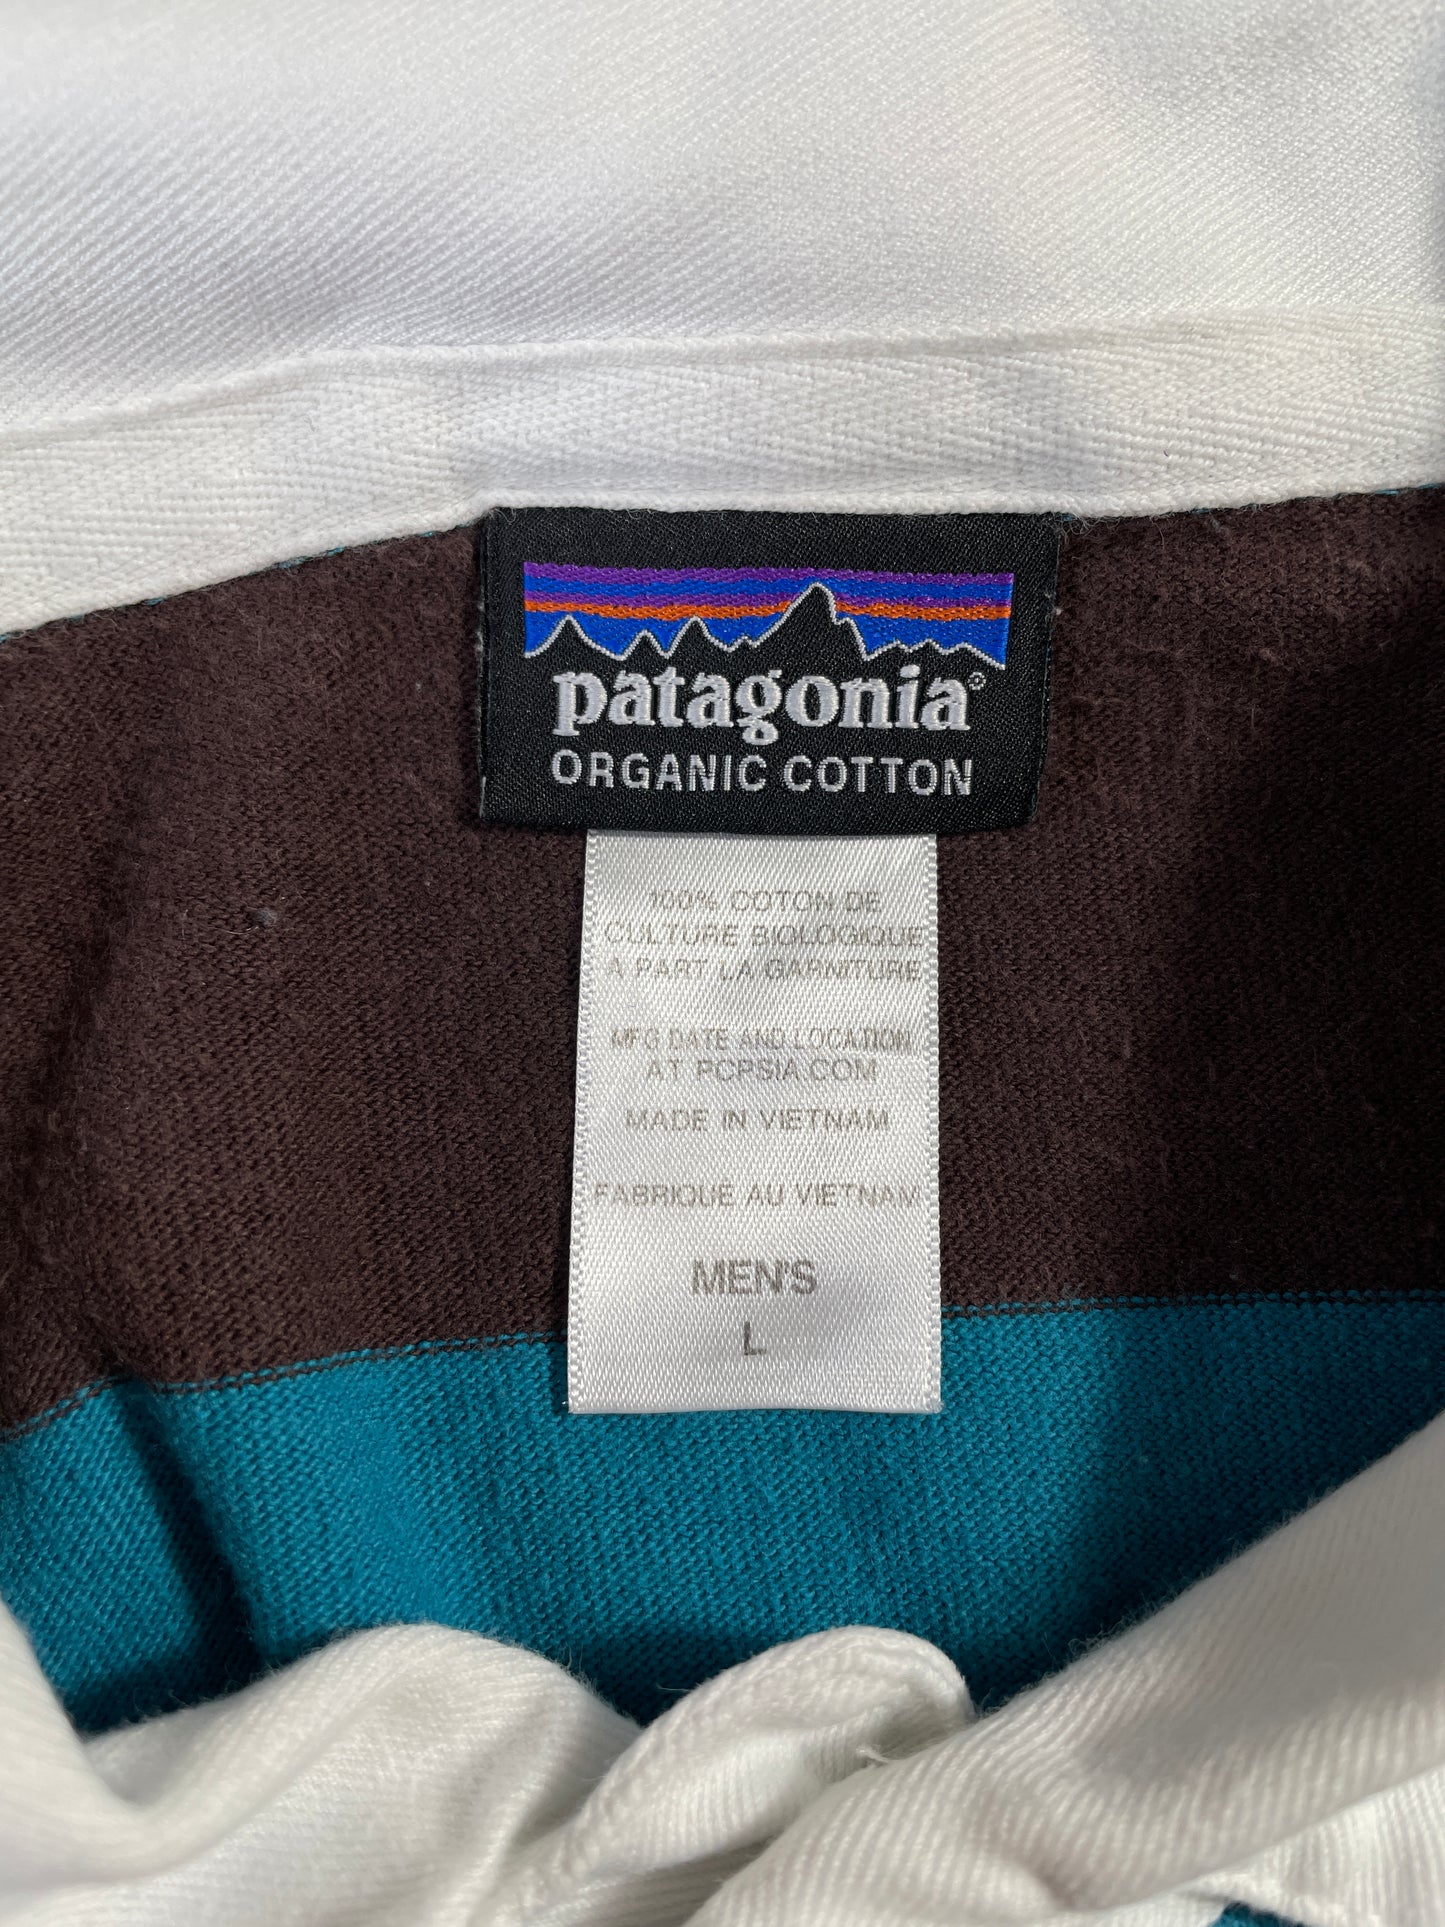 patagonia®
ORGANIC COTTON
100% COTON DE
CULTURE BIOLOGIQUE
A PART LA GARNITURE
MFG DATE AND LOCATION
AT PCPSIA.COM
MADE IN VIETNAM
FABRIQUE AU VIETNAM
MEN'S
L